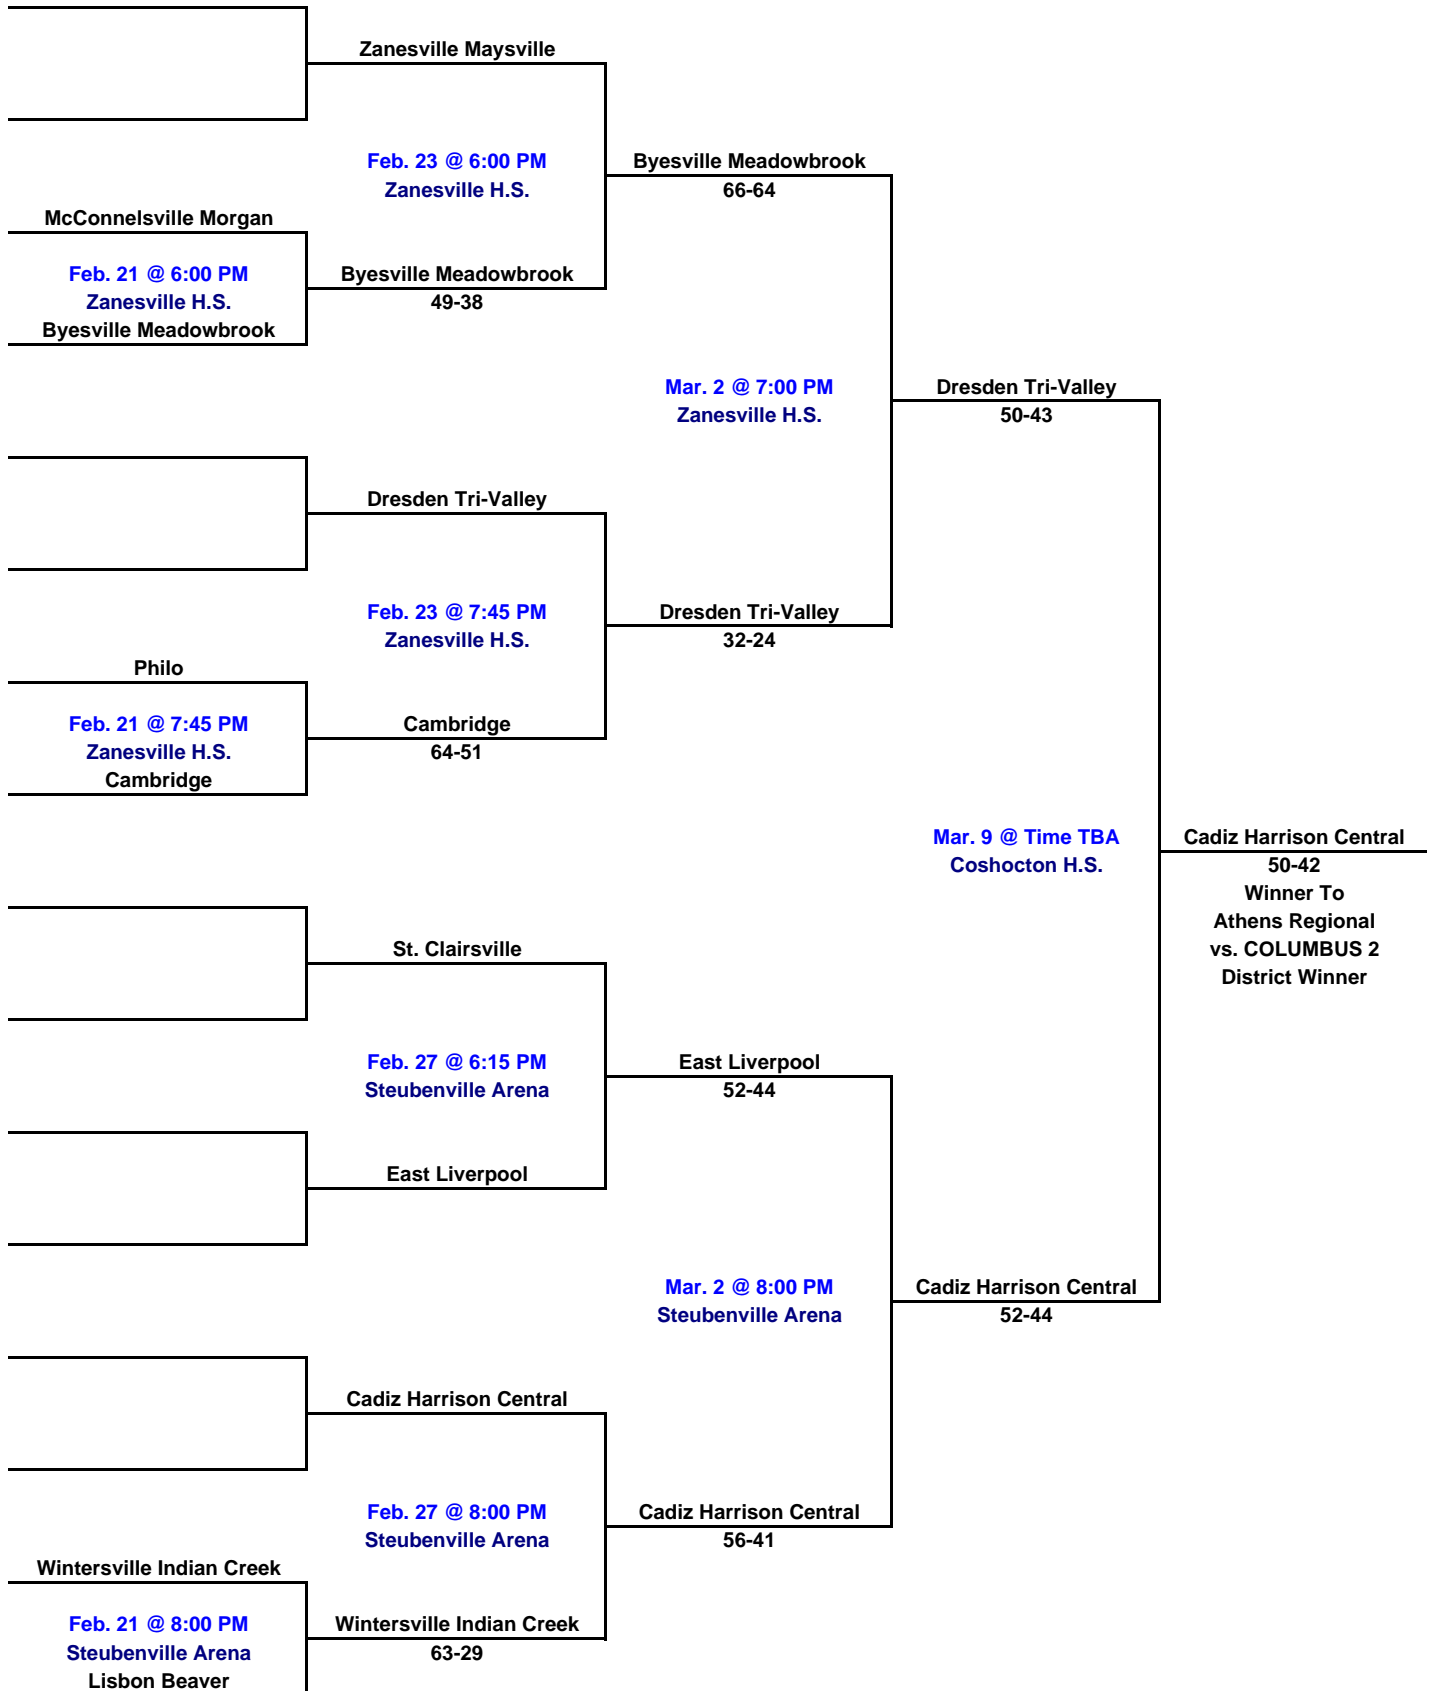 Zanesville Maysville
Feb. 23 @ 6:00 PM
Zanesville H.S.
Byesville Meadowbrook
66-64
McConnelsville Morgan
Feb. 21 @ 6:00 PM
Zanesville H.S.
Byesville Meadowbrook
Byesville Meadowbrook
49-38
Mar. 2 @ 7:00 PM
Zanesville H.S.
Dresden Tri-Valley
50-43
Dresden Tri-Valley
Feb. 23 @ 7:45 PM
Zanesville H.S.
Dresden Tri-Valley
32-24
Philo
Feb. 21 @ 7:45 PM
Zanesville H.S.
Cambridge
Cambridge
64-51
Mar. 9 @ Time TBA
Coshocton H.S.
Cadiz Harrison Central
50-42
Winner To
Athens Regional
vs. COLUMBUS 2
District Winner
St. Clairsville
Feb. 27 @ 6:15 PM
Steubenville Arena
East Liverpool
52-44
East Liverpool
Mar. 2 @ 8:00 PM
Steubenville Arena
Cadiz Harrison Central
52-44
Cadiz Harrison Central
Feb. 27 @ 8:00 PM
Steubenville Arena
Cadiz Harrison Central
56-41
Wintersville Indian Creek
Feb. 21 @ 8:00 PM
Steubenville Arena
Lisbon Beaver
Wintersville Indian Creek
63-29